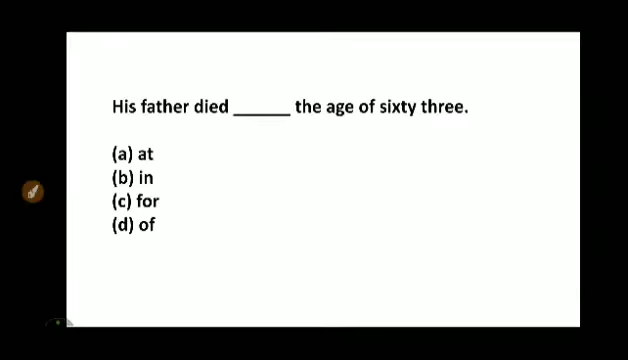 His father died ______ the age of sixty three.
(a) at
(b) in
(c) for
(d) of